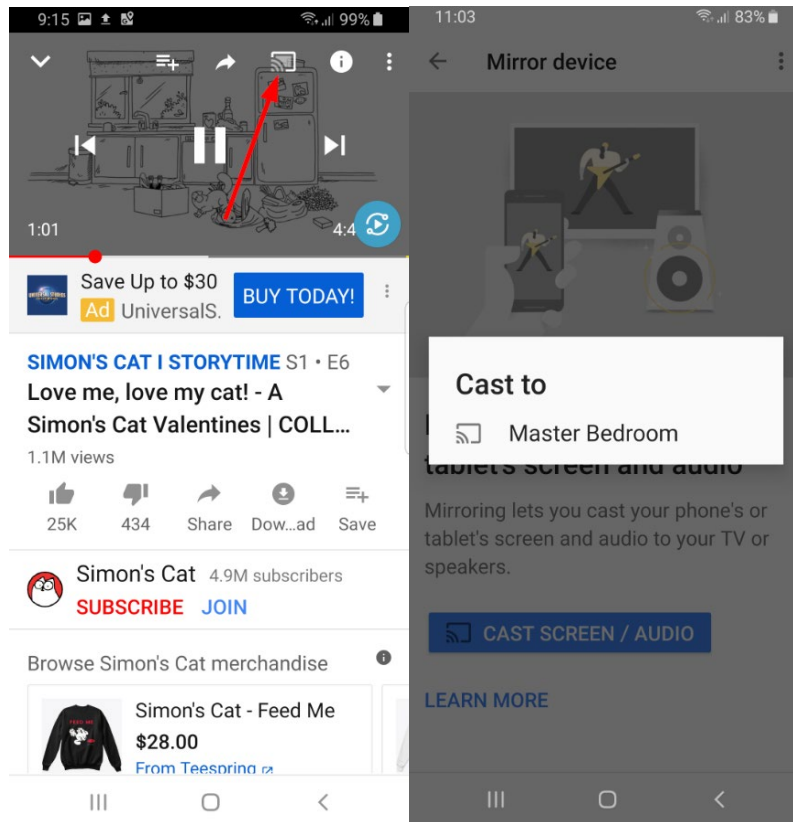 9:15
99%
1:01
4:4
Save Up to $30
Ad UniversalS.
BUY TODAY!
SIMON'S CAT I STORYTIME S1 • E6
Love me, love my cat! - A
Simon's Cat Valentines | COLL...
1.1M views
25K
434
Share
Dow...ad
Save
Simon's Cat 4.9M subscribers
SUBSCRIBE JOIN
Browse Simon's Cat merchandise
FEED ME
Simon's Cat - Feed Me
$28.00
From Teespring
11:03
83%
Mirror device
Cast to
Master Bedroom
tablet's screen and audio
Mirroring lets you cast your phone's or
tablet's screen and audio to your TV or
speakers.
CAST SCREEN / AUDIO
LEARN MORE